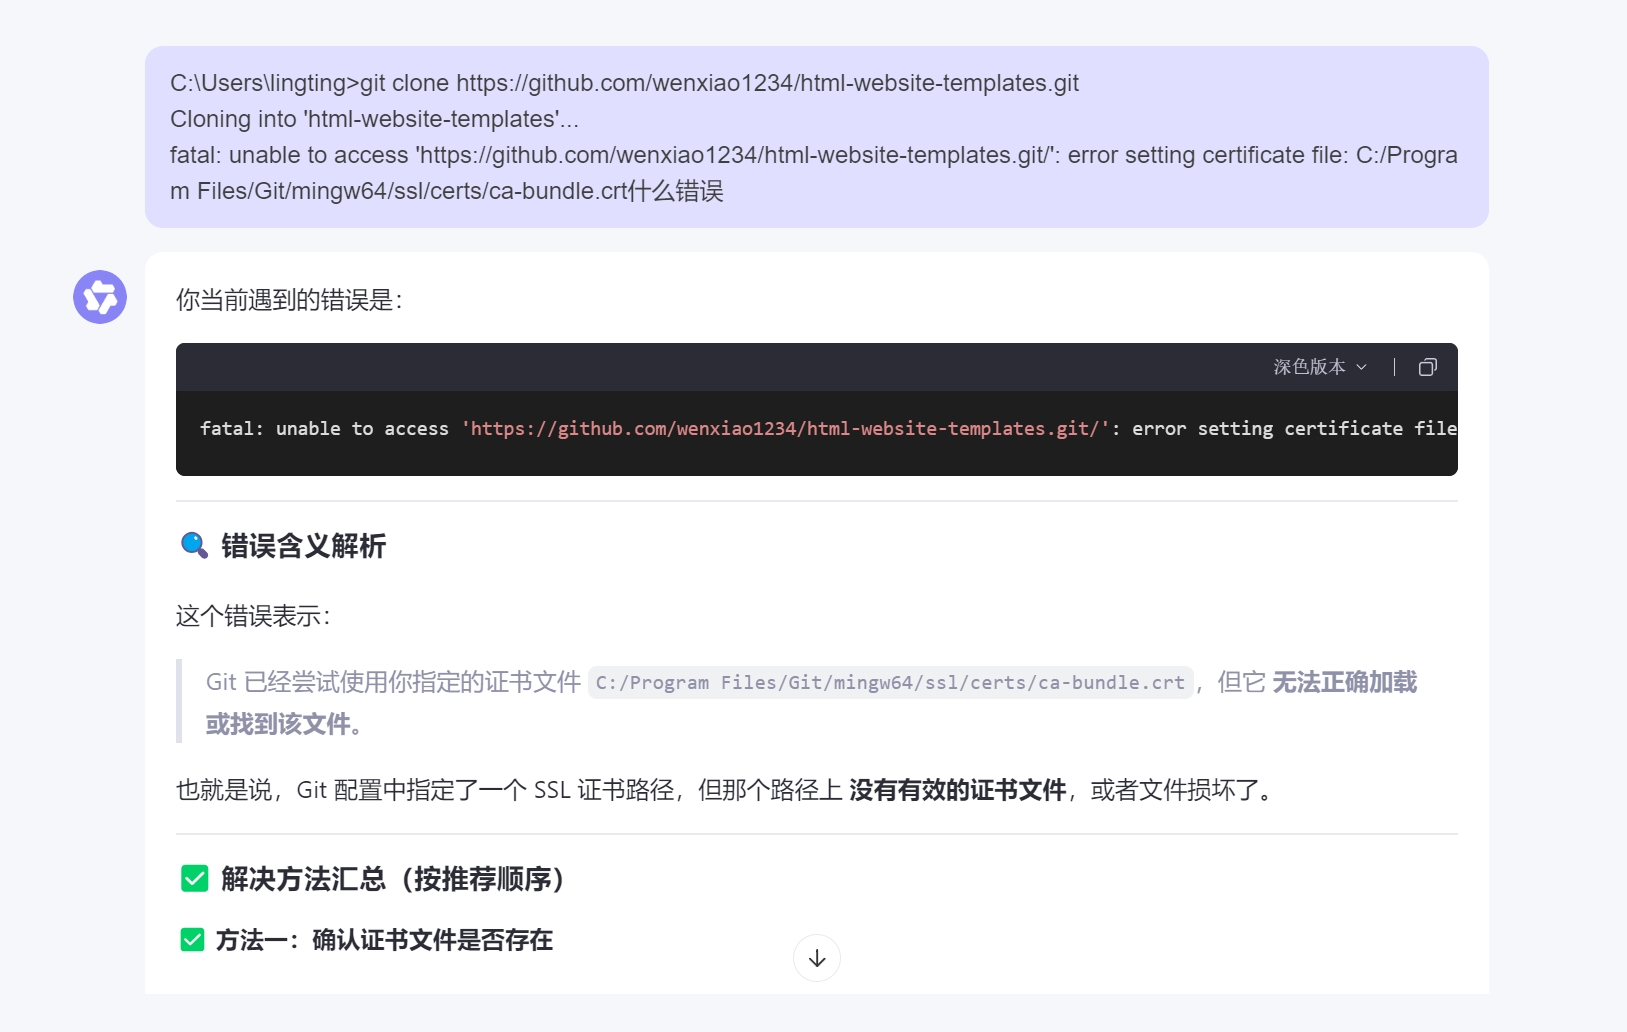 C:\Users\lingting>git clone https://github.com/wenxiao1234/html-website-templates.git
Cloning into 'html-website-templates'...
fatal: unable to access 'https://github.com/wenxiao1234/html-website-templates.git/': error setting certificate file: C:/Progra
m Files/Git/mingw64/ssl/certs/ca-bundle.crt什么错误
你当前遇到的错误是：
深色版本
fatal: unable to access 'https://github.com/wenxiao1234/html-website-templates.git/': error setting certificate file
错误含义解析
这个错误表示：
Git 已经尝试使用你指定的证书文件 C:/Program Files/Git/mingw64/ssl/certs/ca-bundle.crt，但它 无法正确加载
或找到该文件。
也就是说，Git 配置中指定了一个 SSL 证书路径，但那个路径上 没有有效的证书文件，或者文件损坏了。
解决方法汇总（按推荐顺序）
方法一：确认证书文件是否存在